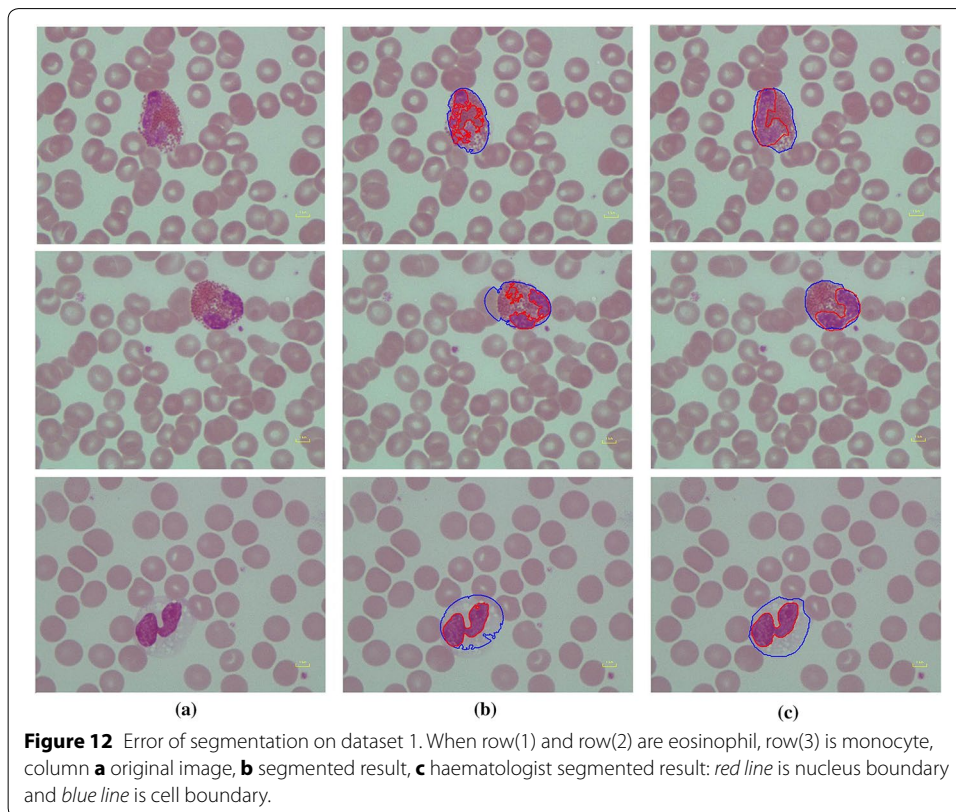 (a)
(b)
(c)
Figure 12 Error of segmentation on dataset 1. When row(1) and row(2) are eosinophil, row(3) is monocyte,
column a original image, b segmented result, c haematologist segmented result: red line is nucleus boundary
and blue line is cell boundary.